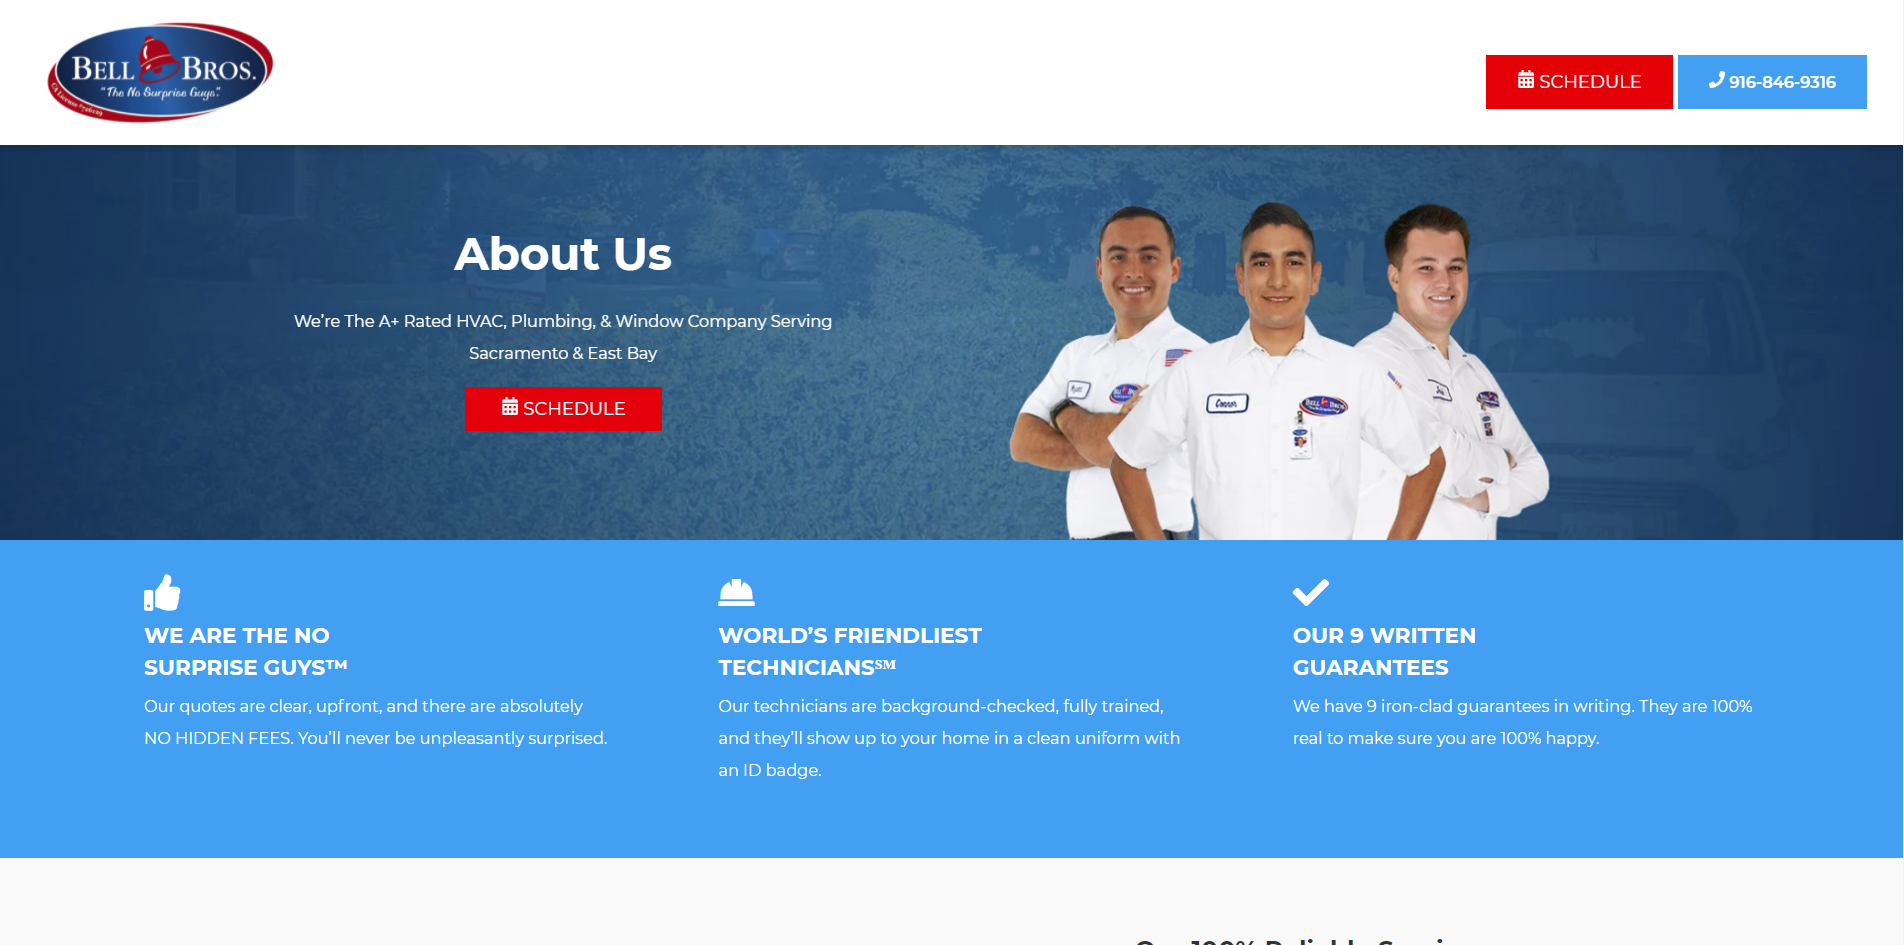 BELL BROS.
"The No Surprise Guys".
SCHEDULE
916-846-9316
About Us
We're The A+ Rated HVAC, Plumbing, & Window Company Serving
Sacramento & East Bay
SCHEDULE
Connor
BELL BROS
WE ARE THE NO
SURPRISE GUYS™
Our quotes are clear, upfront, and there are absolutely
NO HIDDEN FEES. You'll never be unpleasantly surprised.
WORLD'S FRIENDLIEST
TECHNICIANS℠
Our technicians are background-checked, fully trained,
and they'll show up to your home in a clean uniform with
an ID badge.
OUR 9 WRITTEN
GUARANTEES
We have 9 iron-clad guarantees in writing. They are 100%
real to make sure you are 100% happy.